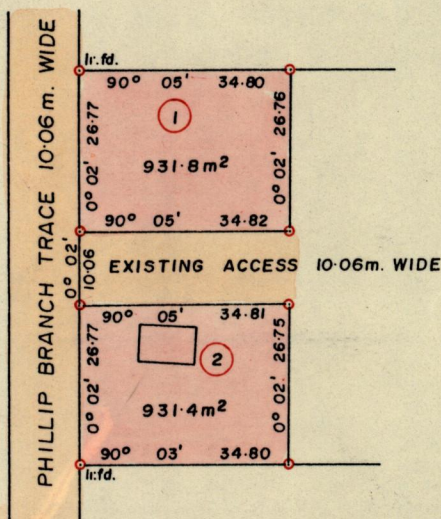 Ir.fd.
90° 05' 34.80
PHILLIP BRANCH TRACE 10.06 m. WIDE
0° 02' 26.77
1
26.76
0° 02'
931.8 m²
90° 05' 34.82
0° 02'
10.06
EXISTING ACCESS 10.06m. WIDE
90° 05' 34.81
0° 02' 26.77
2
0° 02' 26.75
931.4 m²
90° 03' 34.80
Ir.fd.